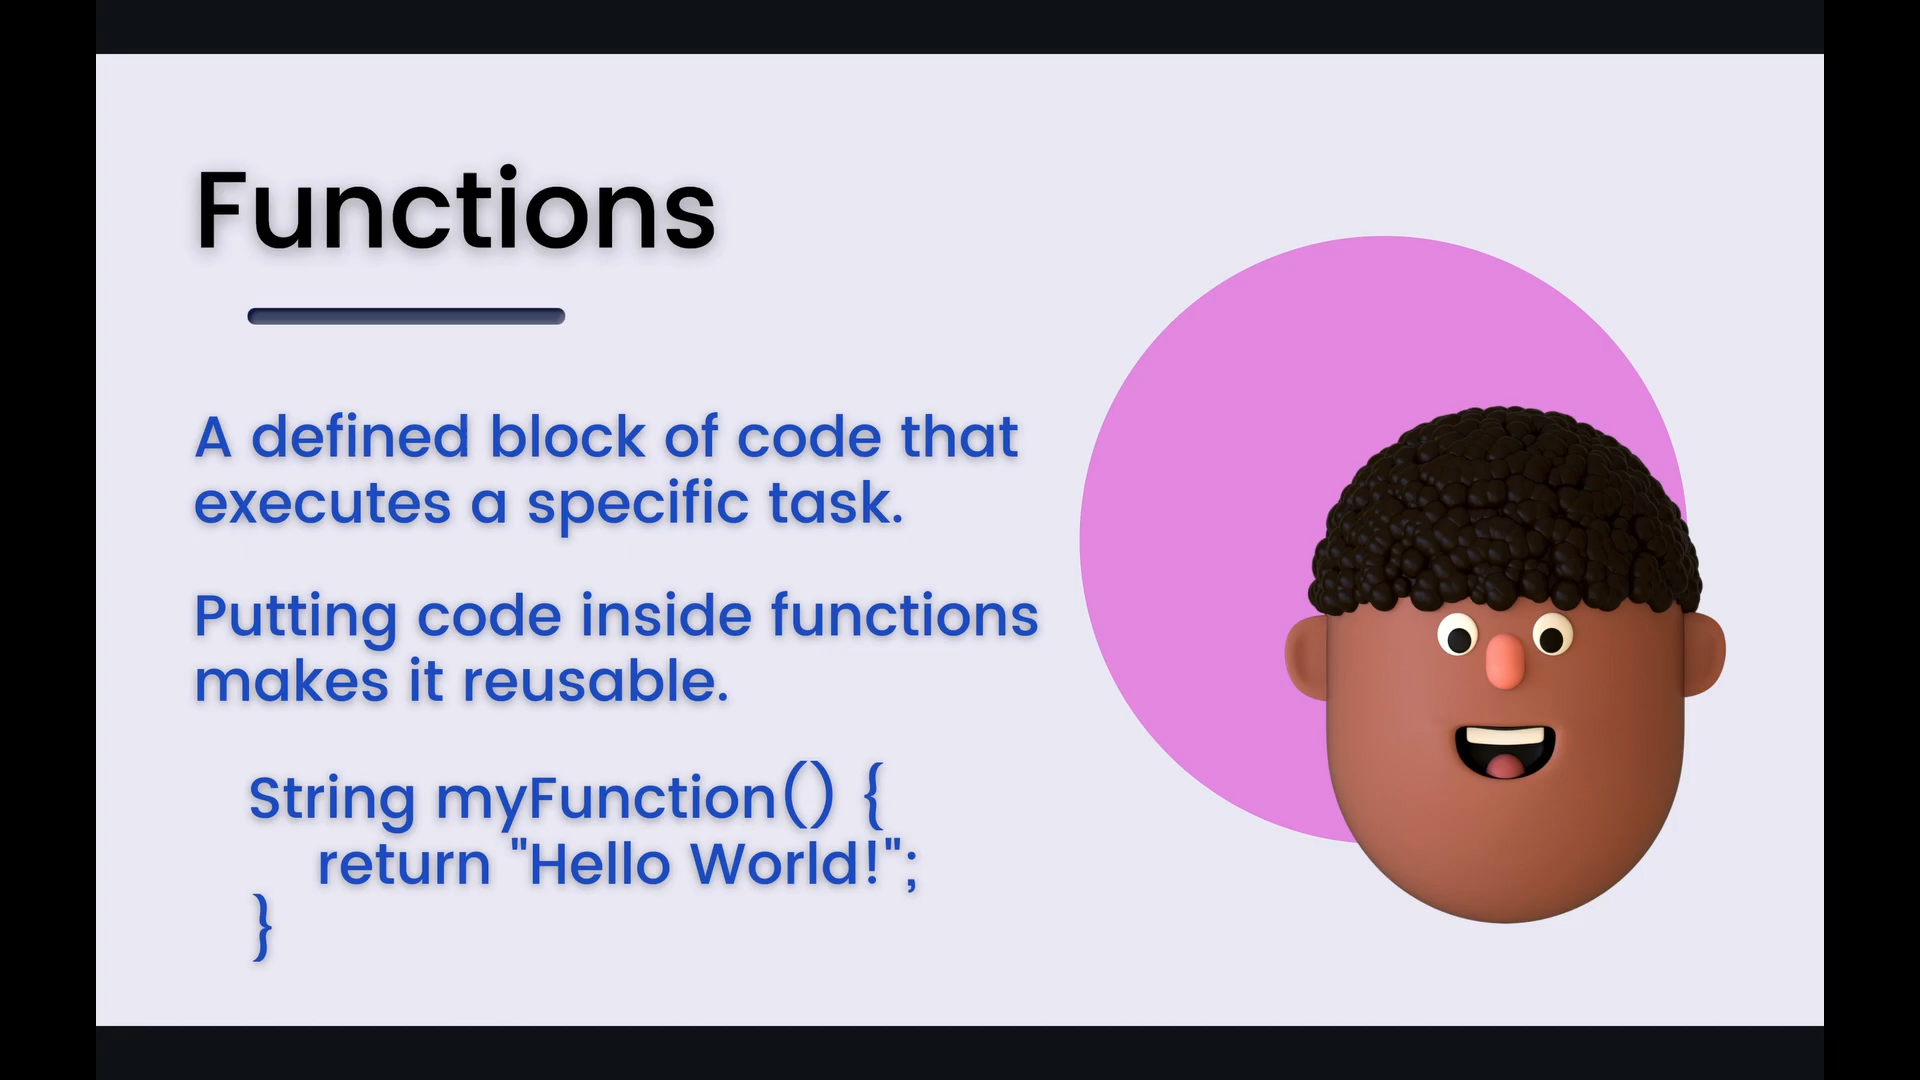 Functions
A defined block of code that
executes a specific task.
Putting code inside functions
makes it reusable.
String myFunction() {
return "Hello World!";
}